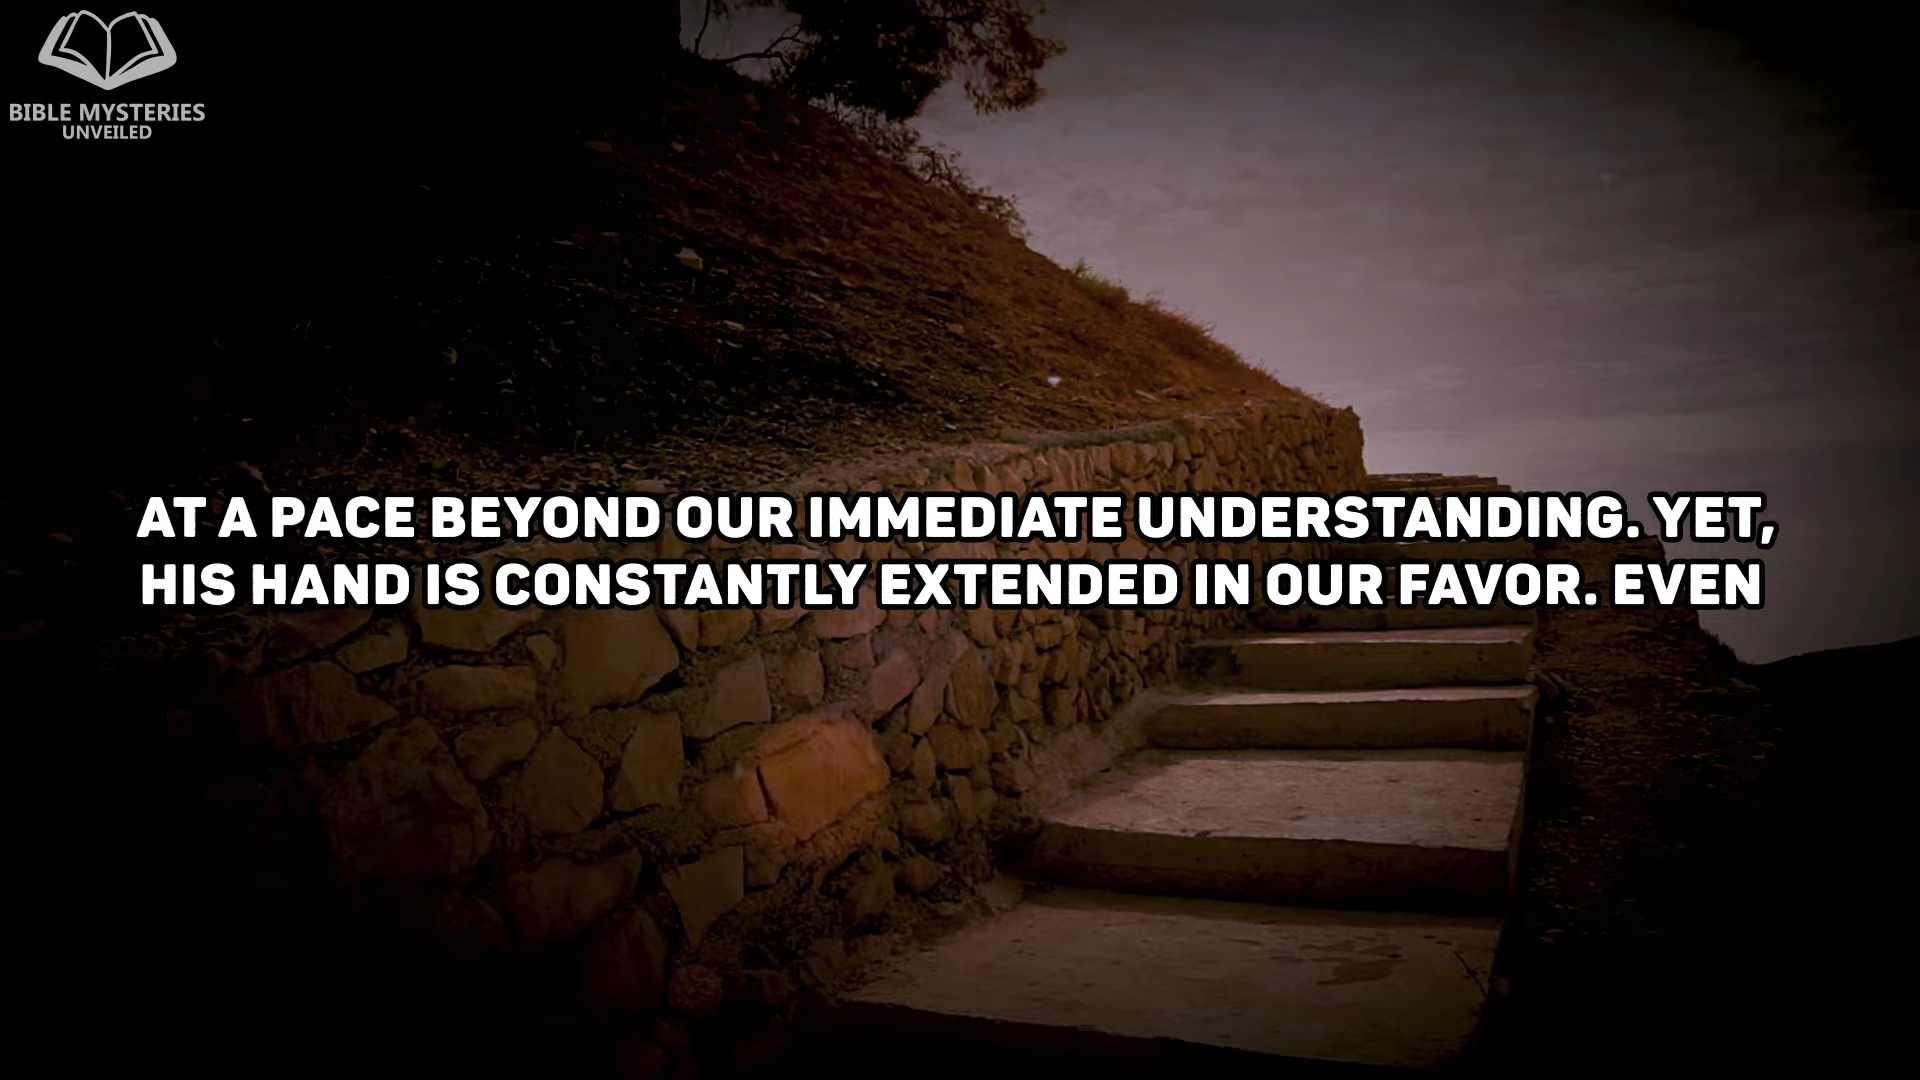 BIBLE MYSTERIES
UNVEILED
AT A PACE BEYOND OUR IMMEDIATE UNDERSTANDING. YET,
HIS HAND IS CONSTANTLY EXTENDED IN OUR FAVOR. EVEN